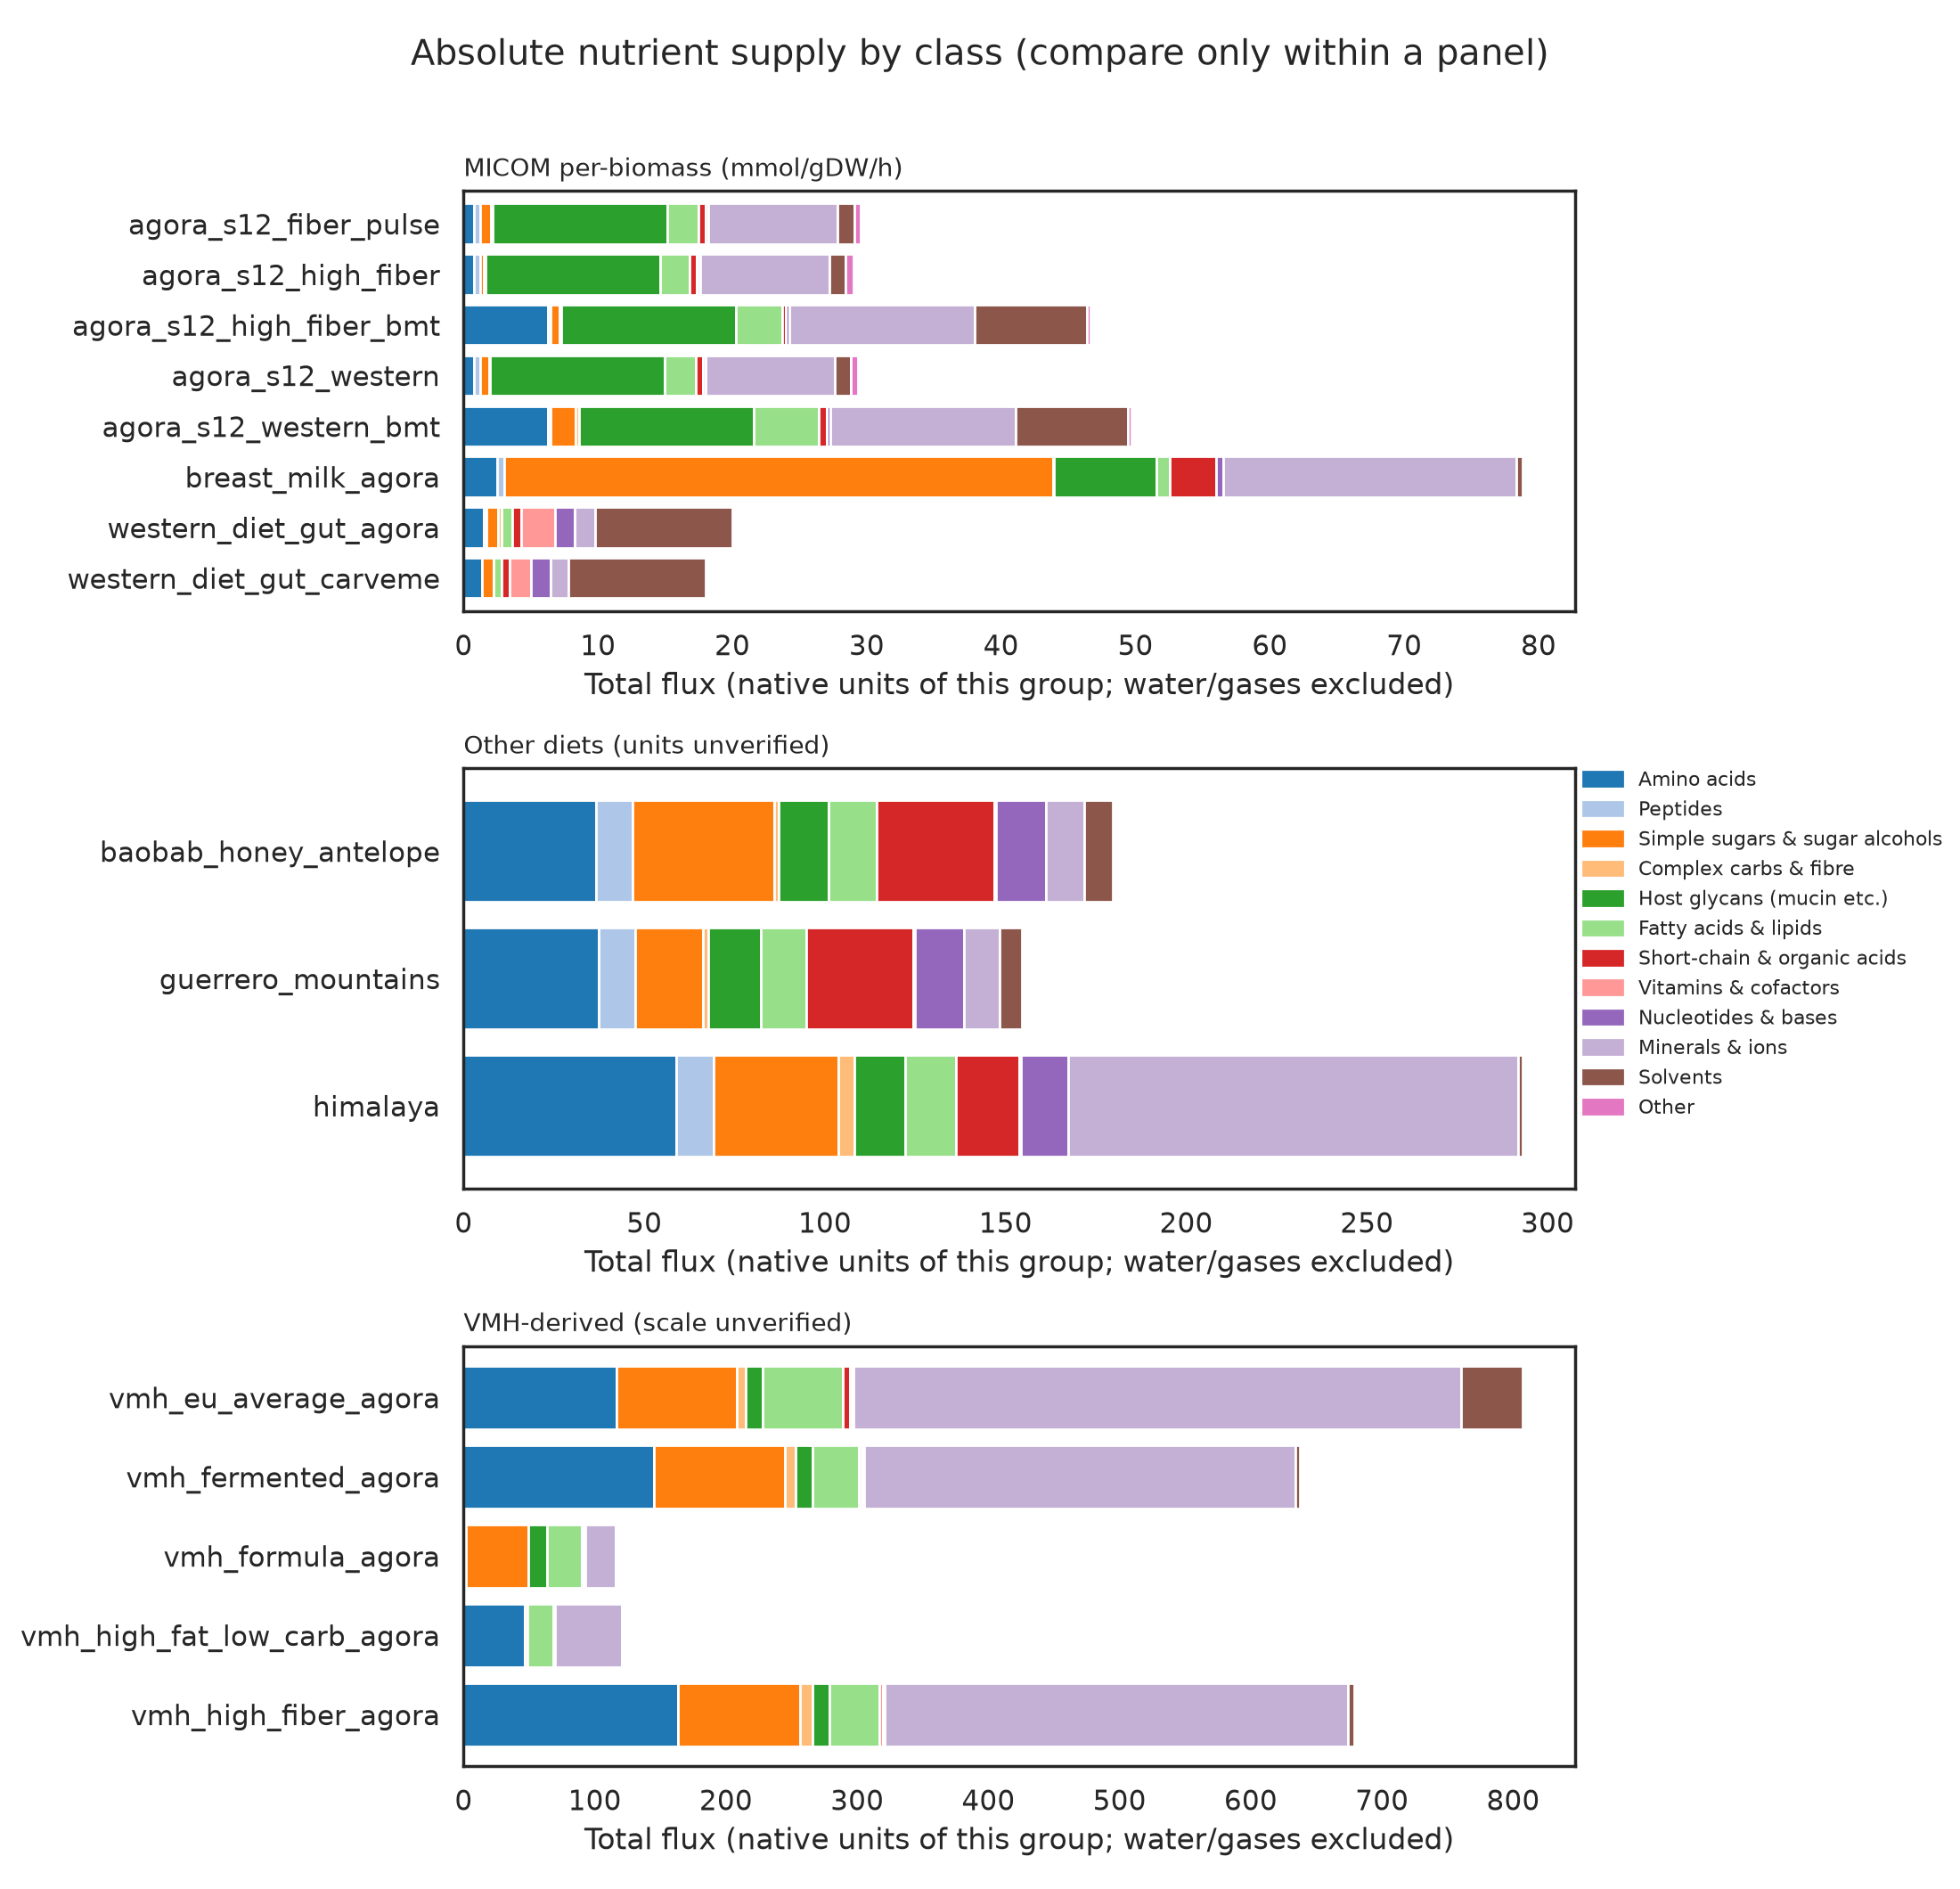 Absolute nutrient supply by class (compare only within a panel)
MICOM per-biomass (mmol/gDW/h)
agora_s12_fiber_pulse
agora_s12_high_fiber
agora_s12_high_fiber_bmt
agora_s12_western
agora_s12_western_bmt
breast_milk_agora
western_diet_gut_agora
western_diet_gut_carveme
0 10 20 30 40 50 60 70 80
Total flux (native units of this group; water/gases excluded)
Other diets (units unverified)
baobab_honey_antelope
guerrero_mountains
himalaya
0 50 100 150 200 250 300
Total flux (native units of this group; water/gases excluded)
Amino acids
Peptides
Simple sugars & sugar alcohols
Complex carbs & fibre
Host glycans (mucin etc.)
Fatty acids & lipids
Short-chain & organic acids
Vitamins & cofactors
Nucleotides & bases
Minerals & ions
Solvents
Other
VMH-derived (scale unverified)
vmh_eu_average_agora
vmh_fermented_agora
vmh_formula_agora
vmh_high_fat_low_carb_agora
vmh_high_fiber_agora
0 100 200 300 400 500 600 700 800
Total flux (native units of this group; water/gases excluded)